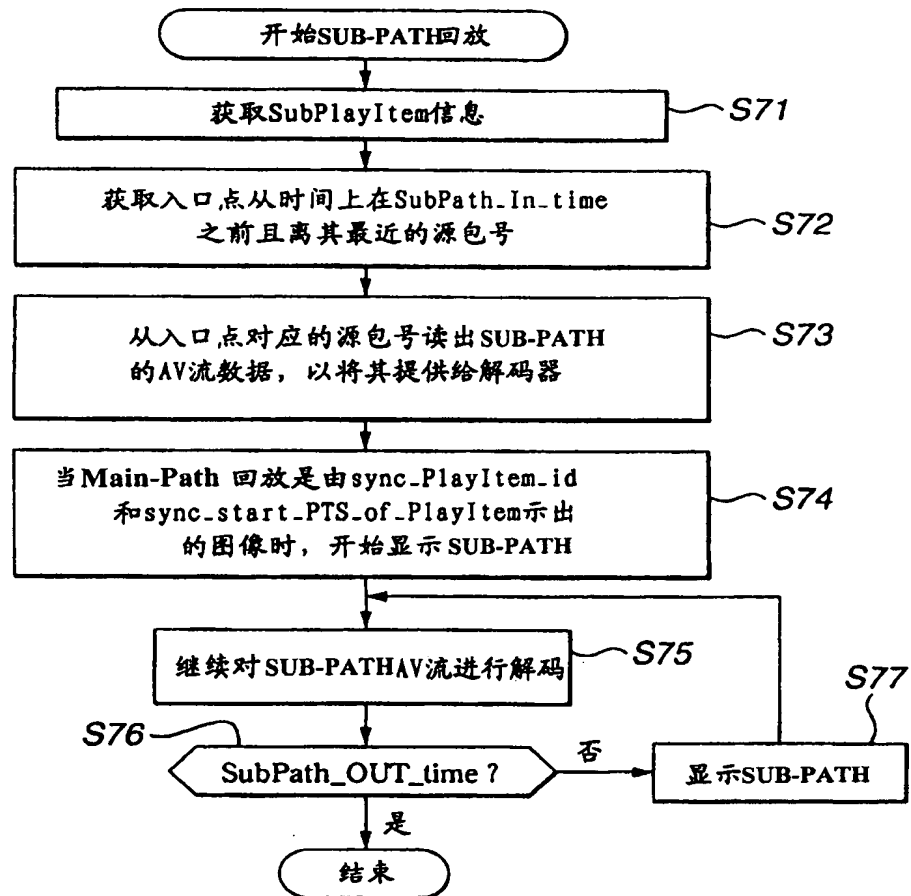 开始SUB-PATH回放
获取SubPlayItem信息
S71
获取入口点从时间上在SubPath_In_time
之前且离其最近的源包号
S72
从入口点对应的源包号读出SUB-PATH
的AV流数据，以将其提供给解码器
S73
当Main-Path 回放是由sync_PlayItem_id
和sync_start_PTS_of_PlayItem示出
的图像时，开始显示SUB-PATH
S74
继续对SUB-PATHAV流进行解码
S75
S76
SubPath_OUT_time？
否
S77
显示SUB-PATH
是
结束